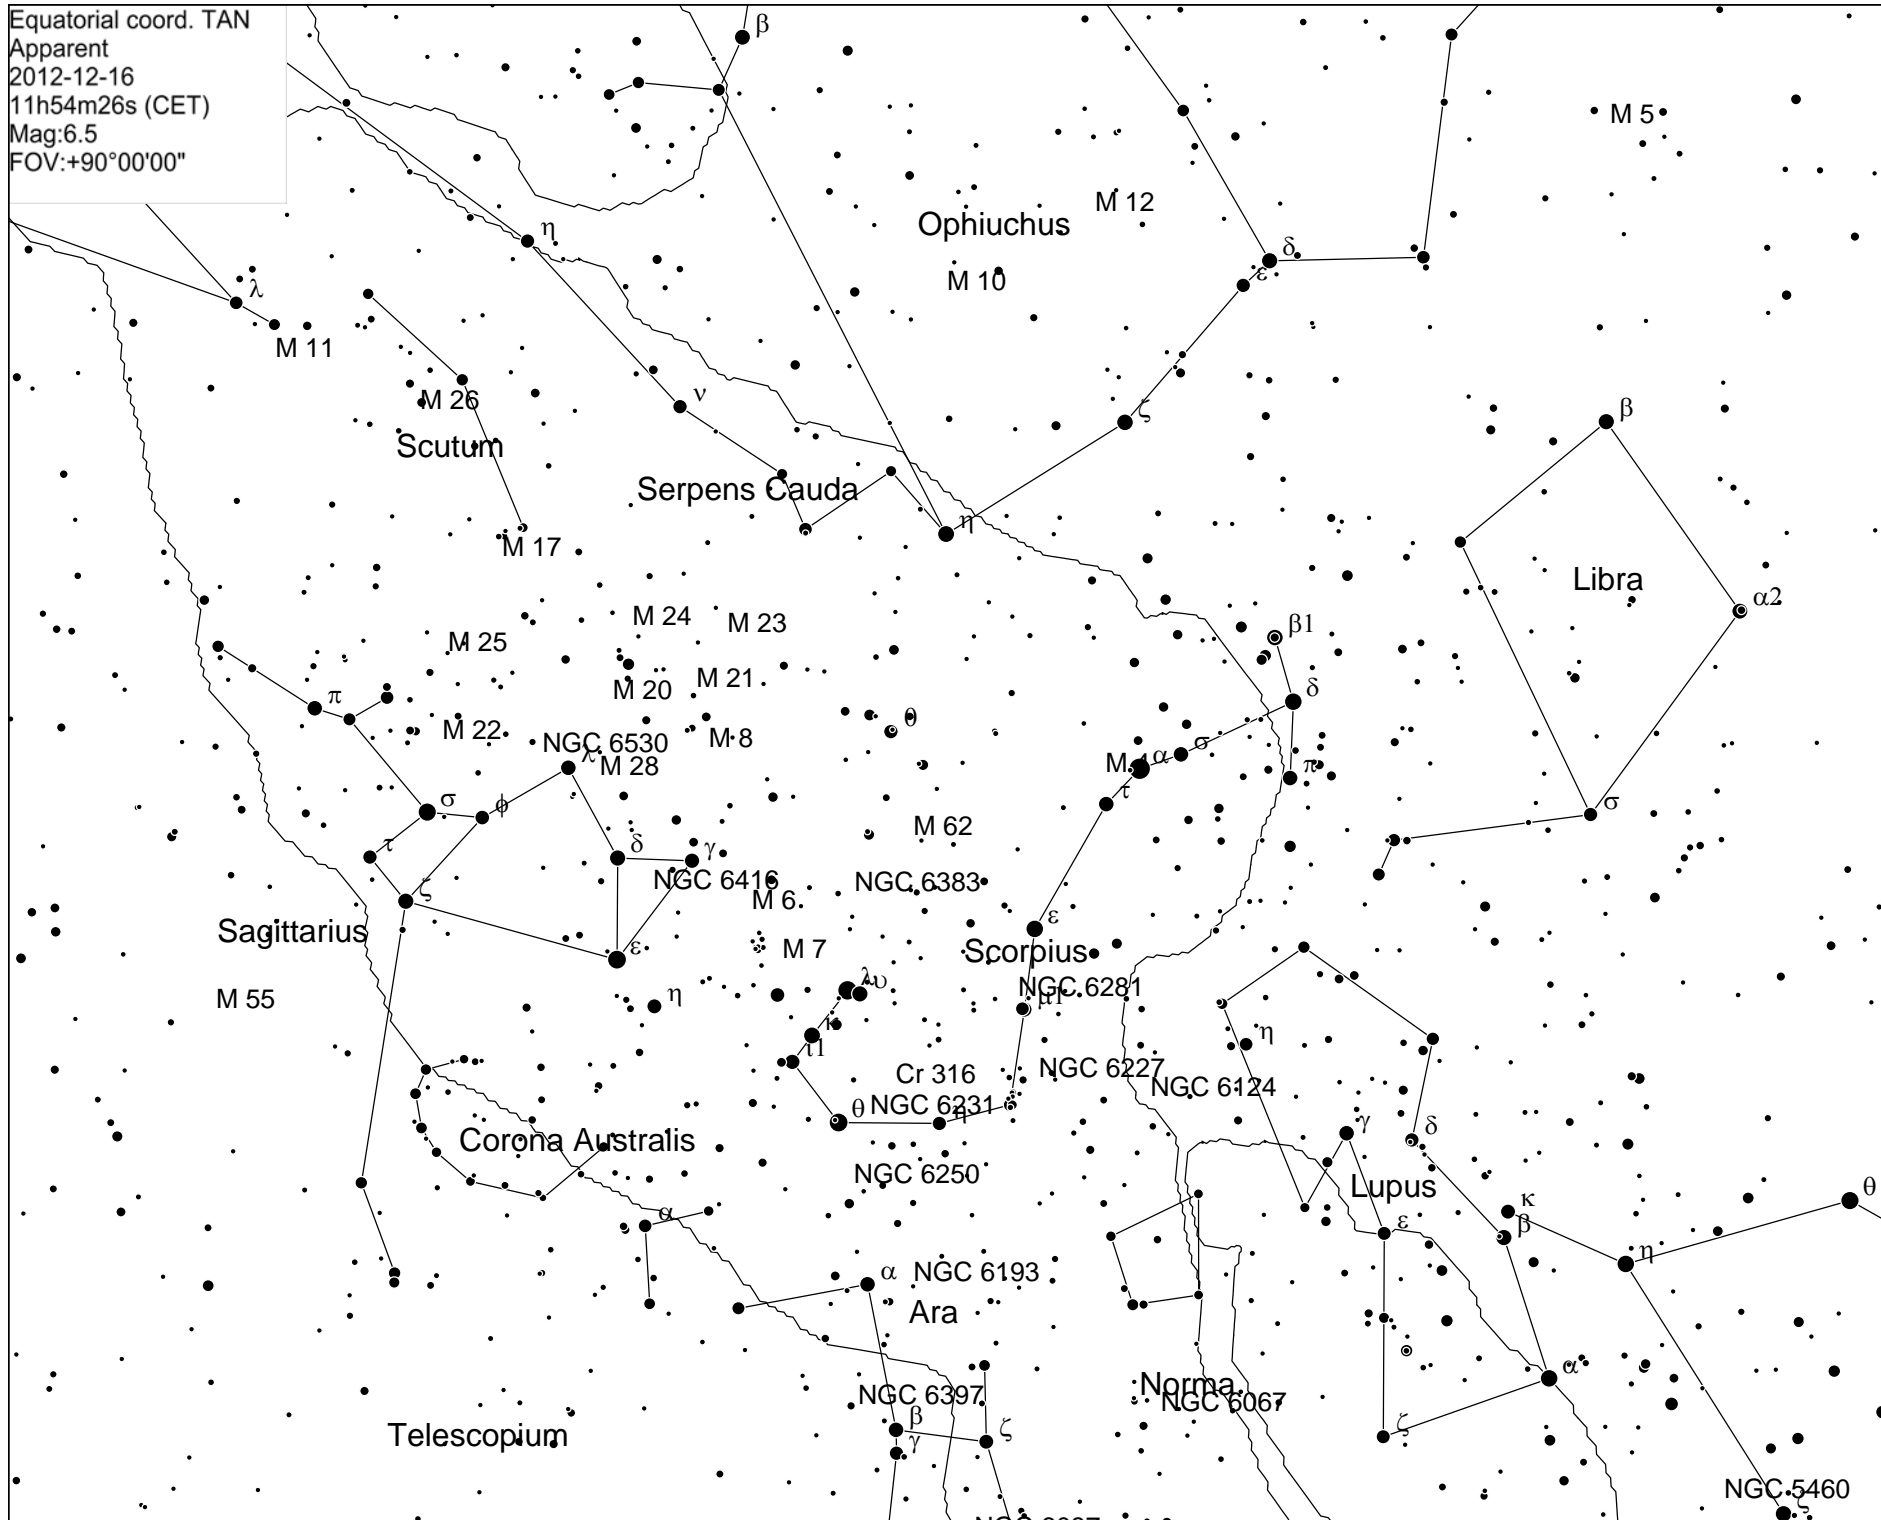 Equatorial coord. TAN
Apparent
2012-12-16
11h54m26s (CET)
Mag:6.5
FOV:+90°00'00"
β
M 5
M 12
Ophiuchus
η
δ
ε
M 10
λ
M 11
ν
M 26
ζ
β
Scutum
Serpens Cauda
η
M 17
Libra
α2
M 24
M 23
β1
M 25
M 21
M 20
π
δ
θ
M 22
M 8
NGC 6530
σ
λ
M 28
M 4
α
π
τ
σ
φ
σ
M 62
τ
δ
γ
NGC 6416
NGC 6383
ζ
M 6
ε
Sagittarius
ε
M 7
Scorpius
M 55
η
λ
υ
NGC 6281
μ1
κ
η
ι1
NGC 6227
Cr 316
NGC 6124
θ
NGC 6231
η
γ
δ
Corona Australis
NGC 6250
Lupus
θ
κ
α
ε
β
η
α
NGC 6193
Ara
α
Norma
NGC 6397
NGC 6067
β
ζ
ζ
Telescopium
γ
NGC 5460
ζ